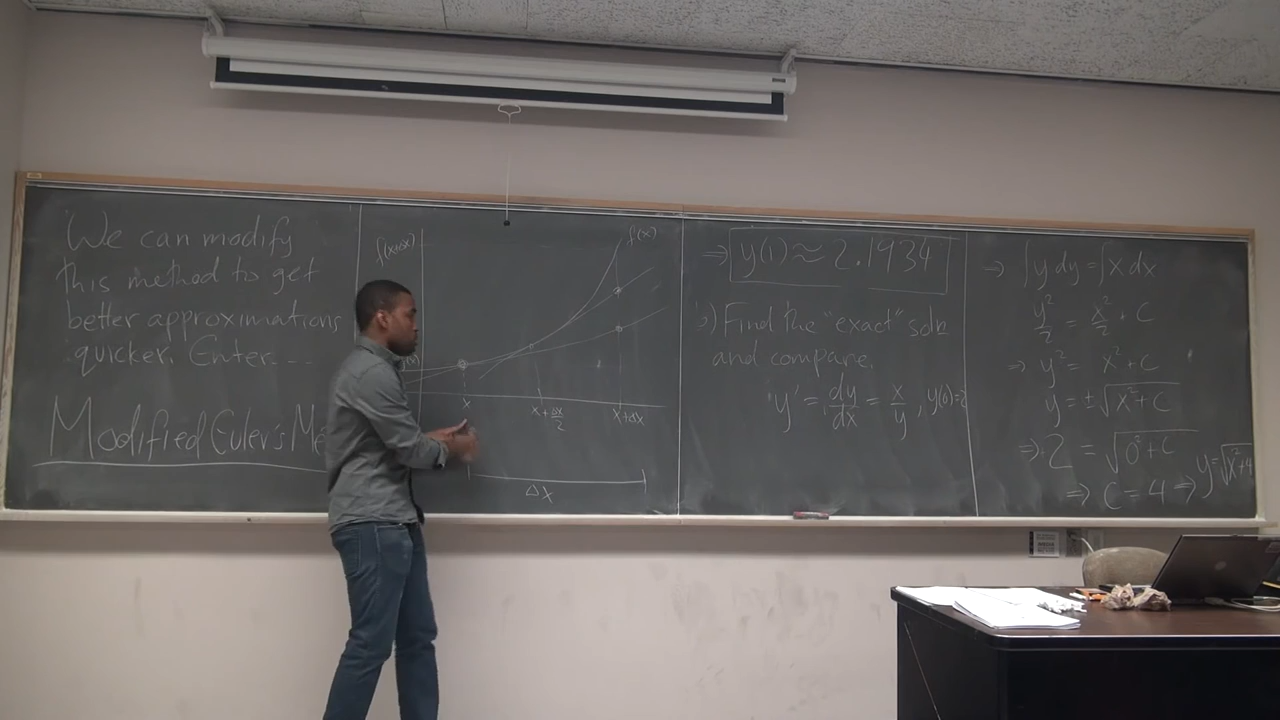 We can modify
this method to get
better approximations
quicker. Enter---
Modified Euler's Me
f(x+Δx)
f(x)
x
x+Δx/2
x+Δx
Δx
⇒ y(1) ≈ 2.1934
Find the "exact" soln
and compare.
y' = dy/dx = x/y, y(0)=2
⇒ ∫y dy = ∫x dx
y²/2 = x²/2 + C
⇒ y² = x² + C
y = ±√x²+C
⇒ 2 = √0²+C
⇒ C = 4 ⇒ y=√x²+4